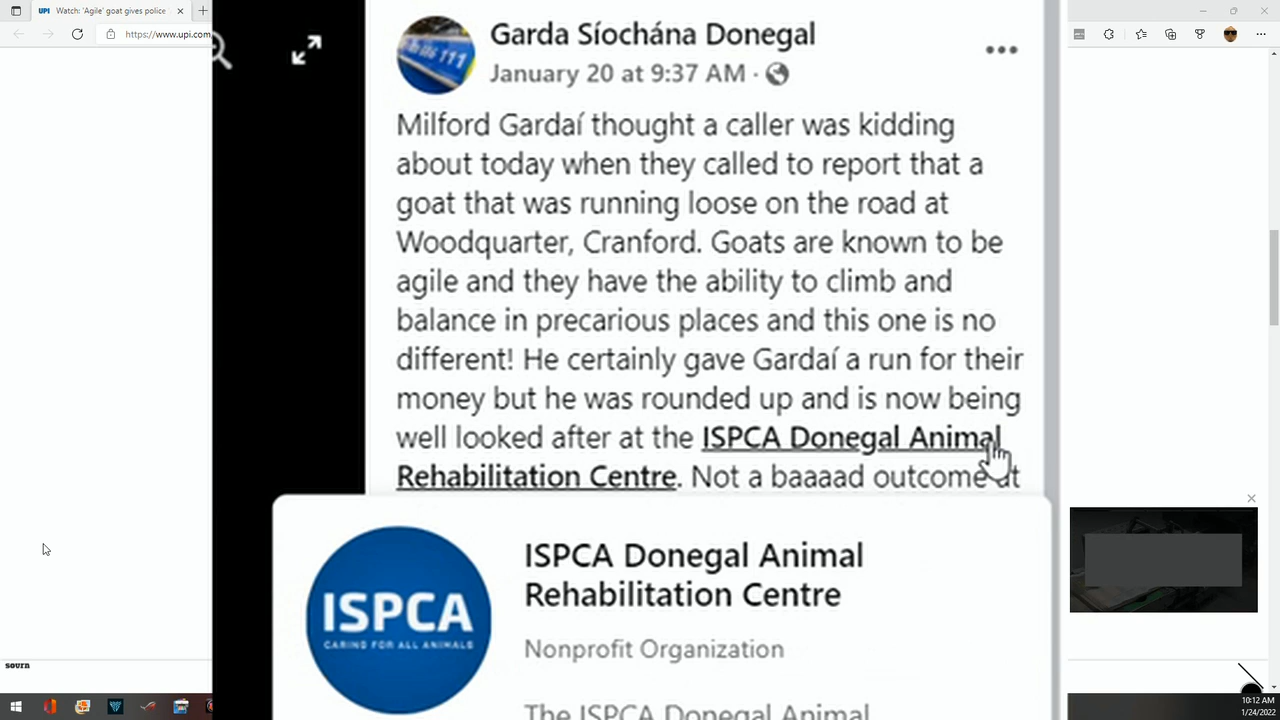 UPI Watch: 'Agile' goat gives police
https://www.upi.com
Garda Síochána Donegal
January 20 at 9:37 AM ·
Milford Gardaí thought a caller was kidding
about today when they called to report that a
goat that was running loose on the road at
Woodquarter, Cranford. Goats are known to be
agile and they have the ability to climb and
balance in precarious places and this one is no
different! He certainly gave Gardaí a run for their
money but he was rounded up and is now being
well looked after at the ISPCA Donegal Animal
Rehabilitation Centre. Not a baaaad outcome at
ISPCA
CARING FOR ALL ANIMALS
ISPCA Donegal Animal
Rehabilitation Centre
Nonprofit Organization
The ISPCA Donegal Animal
sourn
10:12 AM
1/24/2022